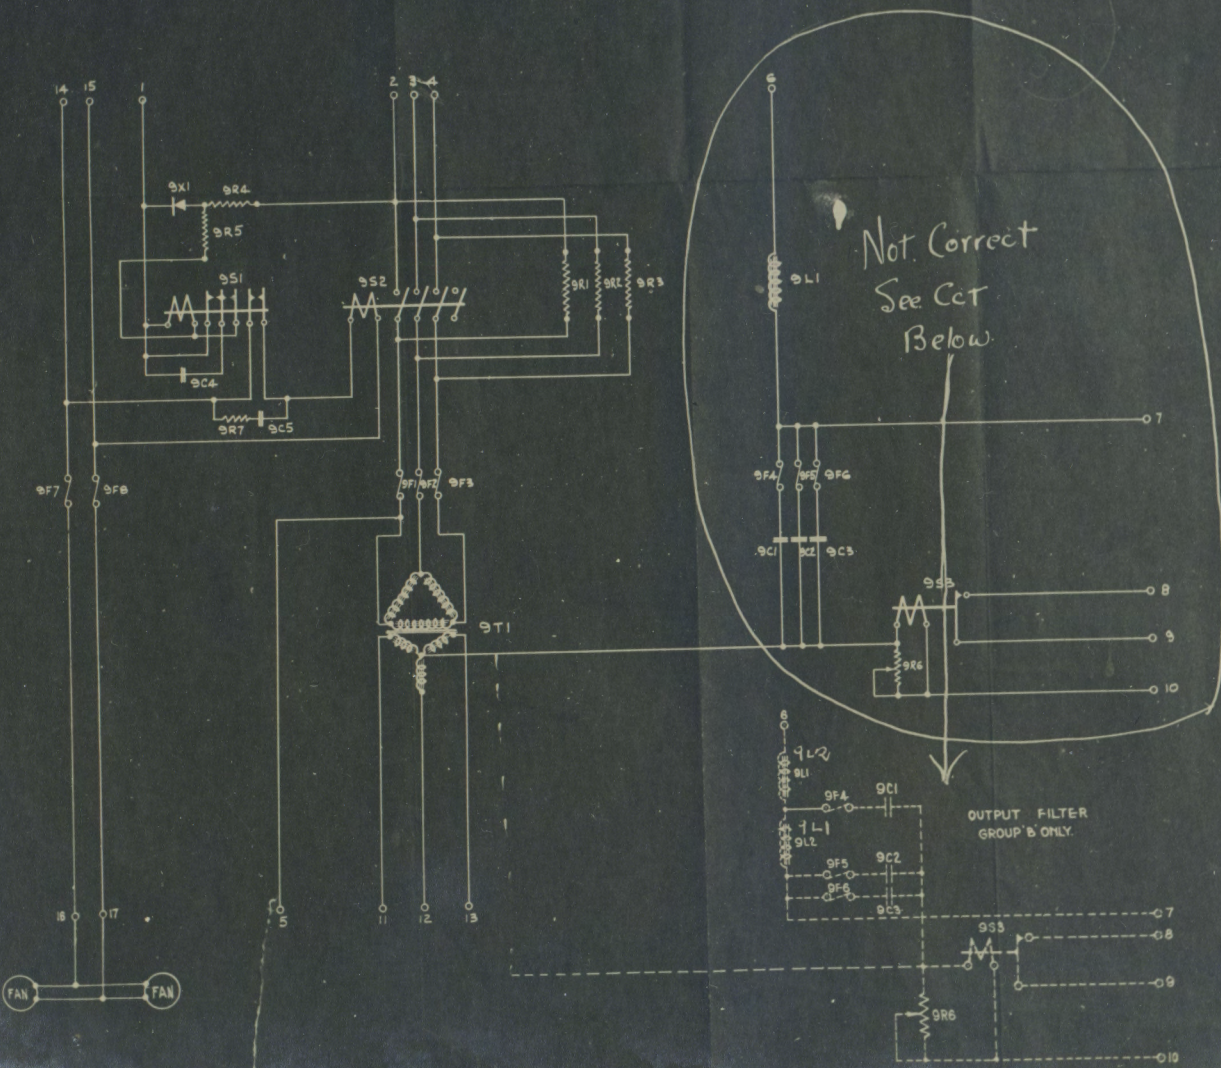 14 15 1 2 3 4 6
9X1 9R4
9R5
9S1 9S2
9R1 9R2 9R3
9L1
Not Correct
See Cct
Below
9C4
9R7 9C5
7
9F7 9F8
9F1 9F2 9F3
9F4 9F5 9F6
9C1 9C2 9C3
9S3
8
9
9T1
9R6
10
6
9L2
9L1
9F4 9C1
OUTPUT FILTER
GROUP 'B' ONLY.
9L1
9L2
9F5 9C2
9F6
9C3
16 17 5 11 12 13
7
9S3
8
9
FAN FAN
9R6
10